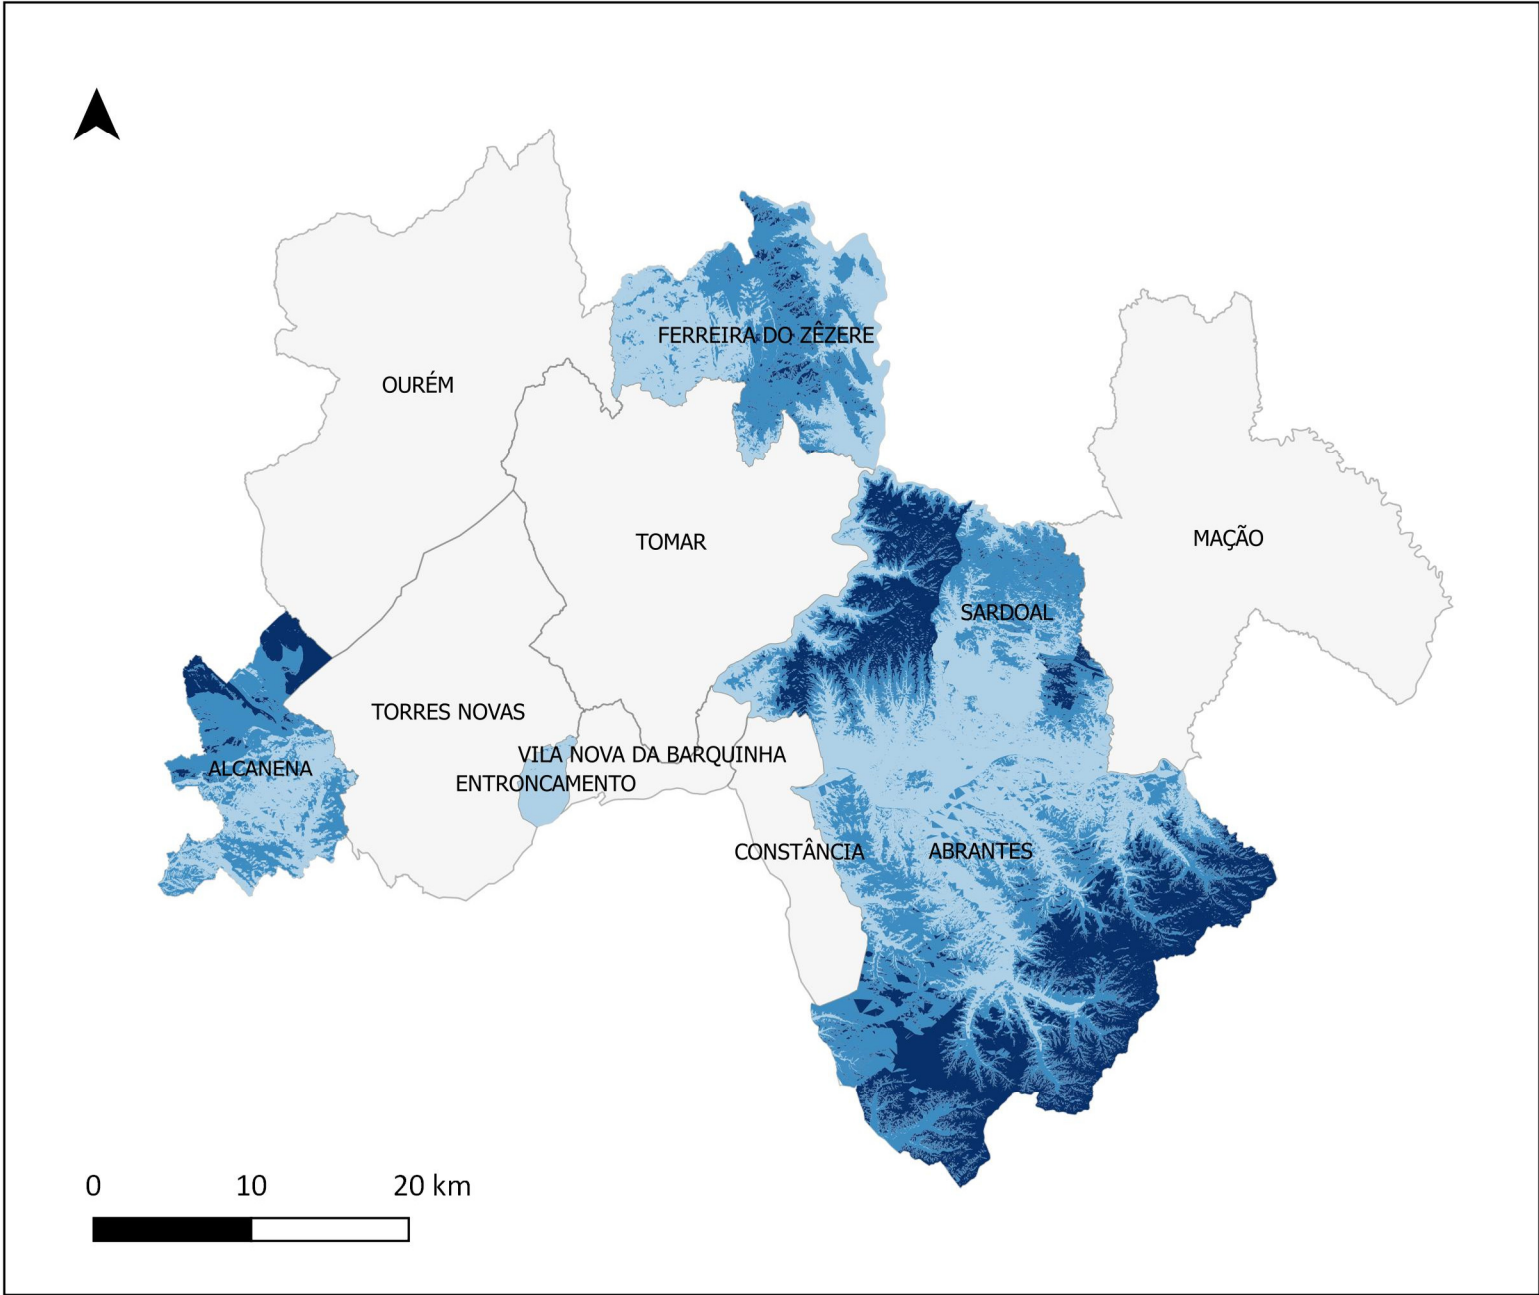 FERREIRA DO ZÊZERE
OURÉM
MAÇÃO
TOMAR
SARDOAL
TORRES NOVAS
VILA NOVA DA BARQUINHA
ALCANENA
ENTRONCAMENTO
CONSTÂNCIA
ABRANTES
0 10 20 km